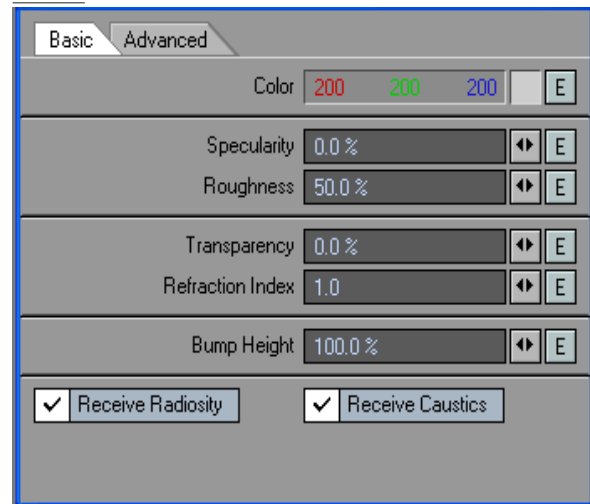 Basic Advanced
Color 200 200 200 E
Specularity 0.0 % E
Roughness 50.0 % E
Transparency 0.0 % E
Refraction Index 1.0 E
Bump Height 100.0 % E
Receive Radiosity Receive Caustics